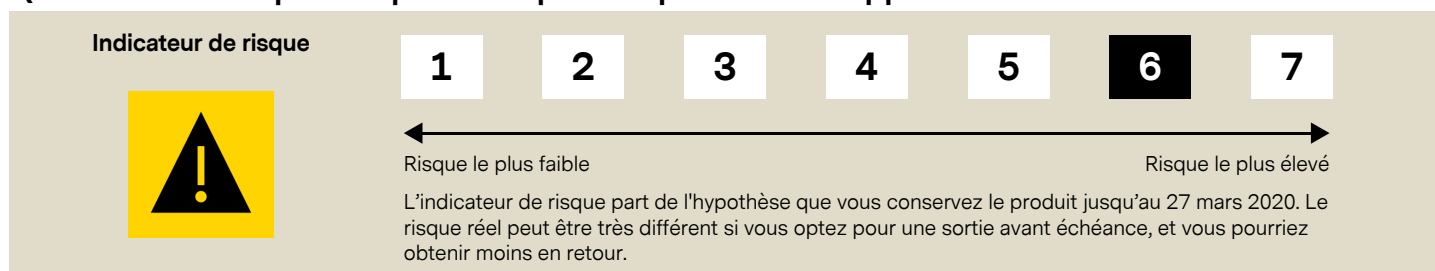 Indicateur de risque
1 2 3 4 5 6 7
Risque le plus faible
Risque le plus élevé
L'indicateur de risque part de l'hypothèse que vous conservez le produit jusqu'au 27 mars 2020. Le
risque réel peut être très différent si vous optez pour une sortie avant échéance, et vous pourriez
obtenir moins en retour.